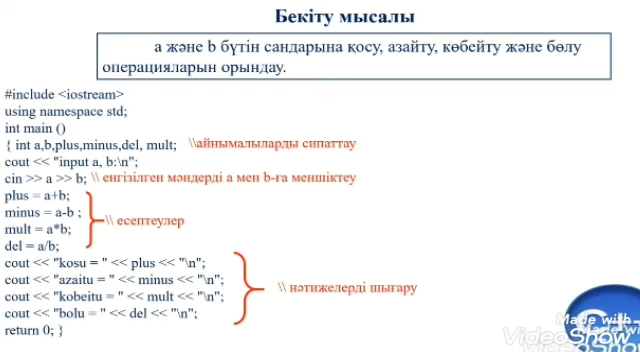 Бекіту мысалы
a және b бүтін сандарына қосу, азайту, көбейту және бөлу
операцияларын орындау.
#include <iostream>
using namespace std;
int main ()
{ int a,b,plus,minus,del, mult; \\айнымалыларды сипаттау
cout << "input a, b:\n";
cin >> a >> b; \\ енгізілген мәндерді a мен b-ға меншіктеу
plus = a+b;
minus = a-b ;
\\ есептеулер
mult = a*b;
del = a/b;
cout << "kosu = " << plus << "\n";
cout << "azaitu = " << minus << "\n";
\\ нәтижелерді шығару
cout << "kobeitu = " << mult << "\n";
cout << "bolu = " << del << "\n";
return 0; }
Made with
VideoShow